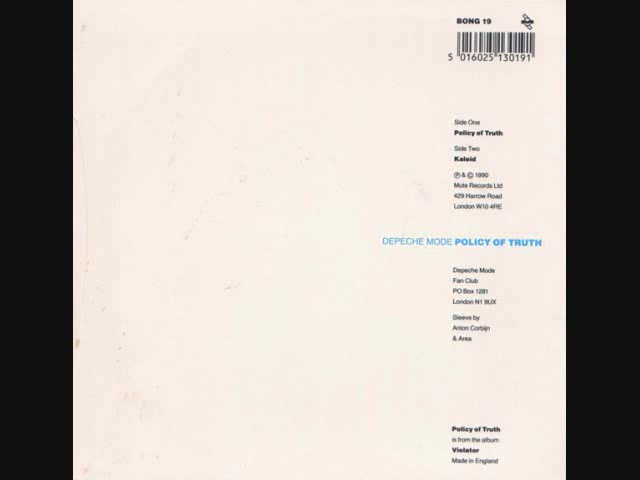 BONG 19
5 016025 130191
Side One
Policy of Truth
Side Two
Kaleid
℗ & © 1990
Mute Records Ltd
429 Harrow Road
London W10 4RE
DEPECHE MODE POLICY OF TRUTH
Depeche Mode
Fan Club
PO Box 1281
London N1 9UX
Sleeve by
Anton Corbijn
& Area
Policy of Truth
is from the album
Violator
Made in England